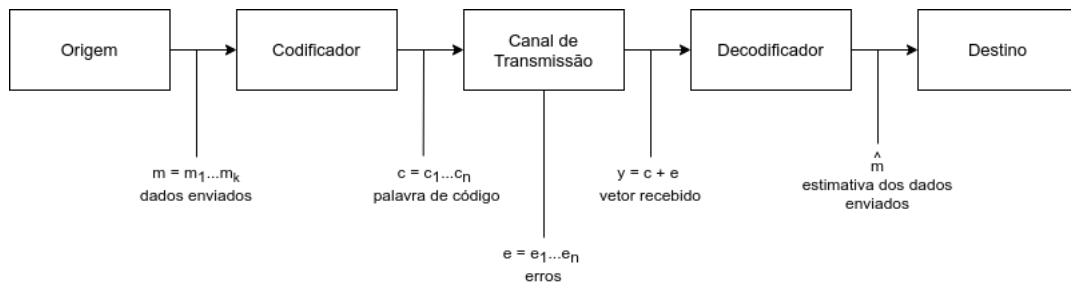 Origem
Codificador
Canal de
Transmissão
Decodificador
Destino
m = m₁...mₖ
dados enviados
c = c₁...cₙ
palavra de código
y = c + e
vetor recebido
m̂
estimativa dos dados
enviados
e = e₁...eₙ
erros